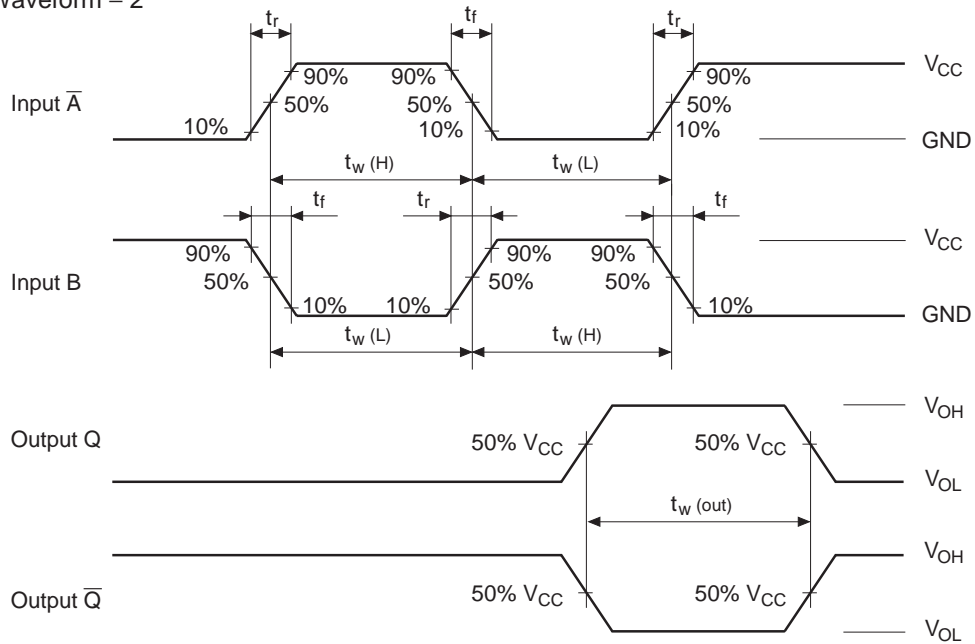 Waveform – 2
tr tf tr
VCC
90% 90% 90%
Input A̅ 50% 50% 50%
10% 10% 10%
GND
tw (H) tw (L)
tf tr tf
VCC
90% 90% 90%
Input B 50% 50% 50%
10% 10% 10%
GND
tw (L) tw (H)
VOH
Output Q 50% VCC 50% VCC
VOL
tw (out)
VOH
Output Q̅ 50% VCC 50% VCC
VOL